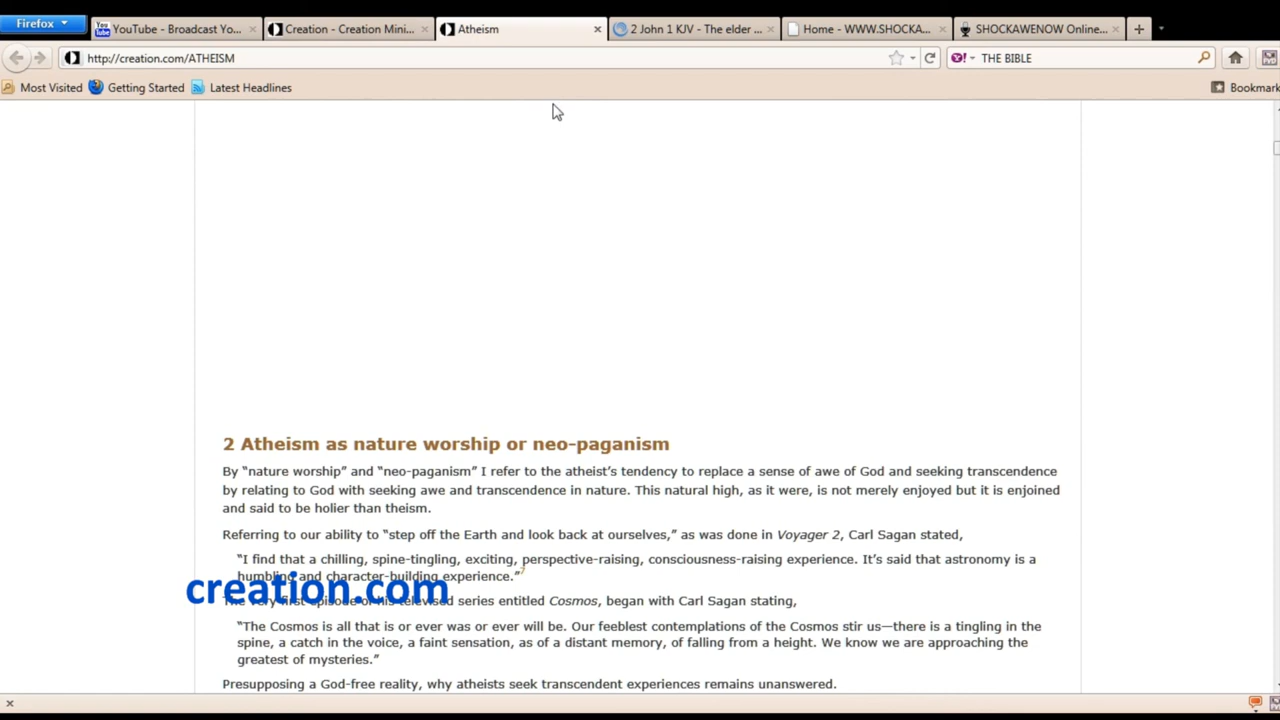 Firefox
YouTube - Broadcast Yo...
Creation - Creation Mini...
Atheism
2 John 1 KJV - The elder ...
Home - WWW.SHOCKA...
SHOCKAWENOW Online...
http://creation.com/ATHEISM
THE BIBLE
Most Visited
Getting Started
Latest Headlines
Bookmark
2 Atheism as nature worship or neo-paganism
By “nature worship” and “neo-paganism” I refer to the atheist’s tendency to replace a sense of awe of God and seeking transcendence
by relating to God with seeking awe and transcendence in nature. This natural high, as it were, is not merely enjoyed but it is enjoined
and said to be holier than theism.
Referring to our ability to “step off the Earth and look back at ourselves,” as was done in Voyager 2, Carl Sagan stated,
“I find that a chilling, spine-tingling, exciting, perspective-raising, consciousness-raising experience. It’s said that astronomy is a
humbling and character-building experience.”7
creation.com
The very first episode of his televised series entitled Cosmos, began with Carl Sagan stating,
“The Cosmos is all that is or ever was or ever will be. Our feeblest contemplations of the Cosmos stir us—there is a tingling in the
spine, a catch in the voice, a faint sensation, as of a distant memory, of falling from a height. We know we are approaching the
greatest of mysteries.”
Presupposing a God-free reality, why atheists seek transcendent experiences remains unanswered.